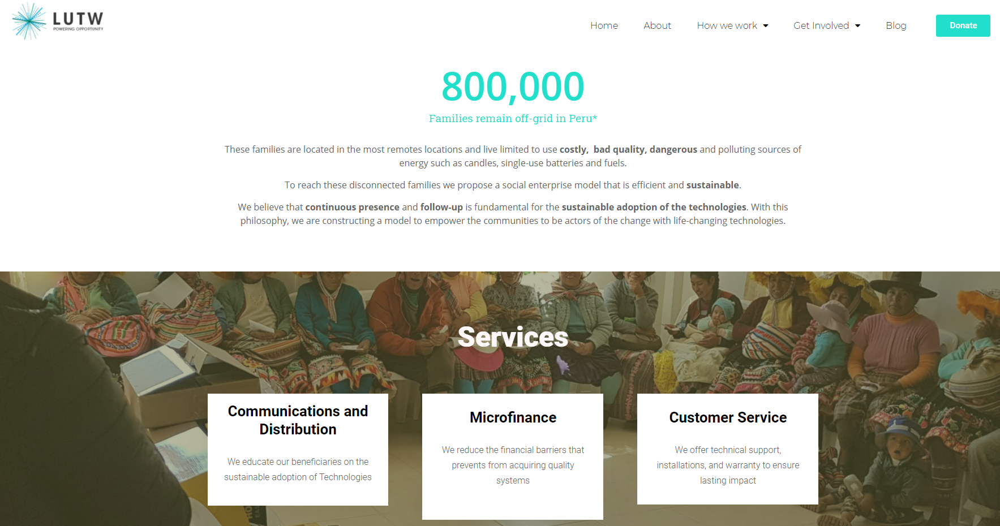 LUTW
POWERING OPPORTUNITY
Home
About
How we work
Get Involved
Blog
Donate
800,000
Families remain off-grid in Peru*
These families are located in the most remotes locations and live limited to use costly,  bad quality, dangerous and polluting sources of
energy such as candles, single-use batteries and fuels.
To reach these disconnected families we propose a social enterprise model that is efficient and sustainable.
We believe that continuous presence and follow-up is fundamental for the sustainable adoption of the technologies. With this
philosophy, we are constructing a model to empower the communities to be actors of the change with life-changing technologies.
Services
Communications and
Distribution
We educate our beneficiaries on the
sustainable adoption of Technologies
Microfinance
We reduce the financial barriers that
prevents from acquiring quality
systems
Customer Service
We offer technical support,
installations, and warranty to ensure
lasting impact